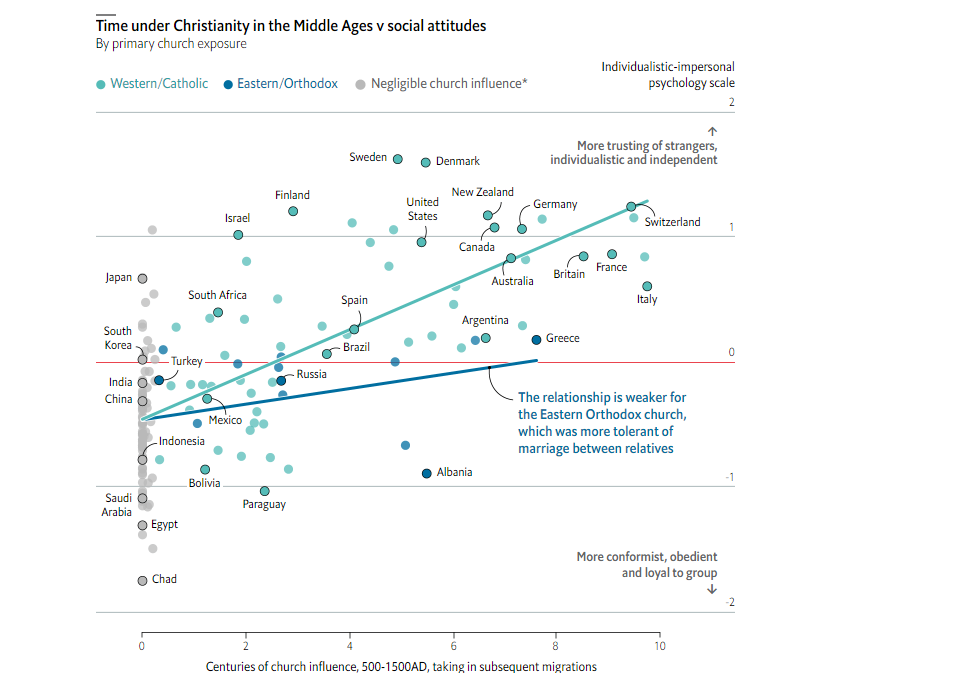 Time under Christianity in the Middle Ages v social attitudes
By primary church exposure
Western/Catholic
Eastern/Orthodox
Negligible church influence*
Individualistic-impersonal
psychology scale
2
More trusting of strangers,
individualistic and independent
Sweden
Denmark
Finland
Israel
United
States
New Zealand
Germany
Canada
Switzerland
1
Australia
Britain
France
Italy
Japan
South Africa
Spain
Argentina
South
Korea
Brazil
Greece
0
Turkey
Russia
India
China
Mexico
The relationship is weaker for
the Eastern Orthodox church,
which was more tolerant of
marriage between relatives
Indonesia
Bolivia
Albania
-1
Saudi
Arabia
Paraguay
Egypt
Chad
More conformist, obedient
and loyal to group
-2
0
2
4
6
8
10
Centuries of church influence, 500-1500AD, taking in subsequent migrations